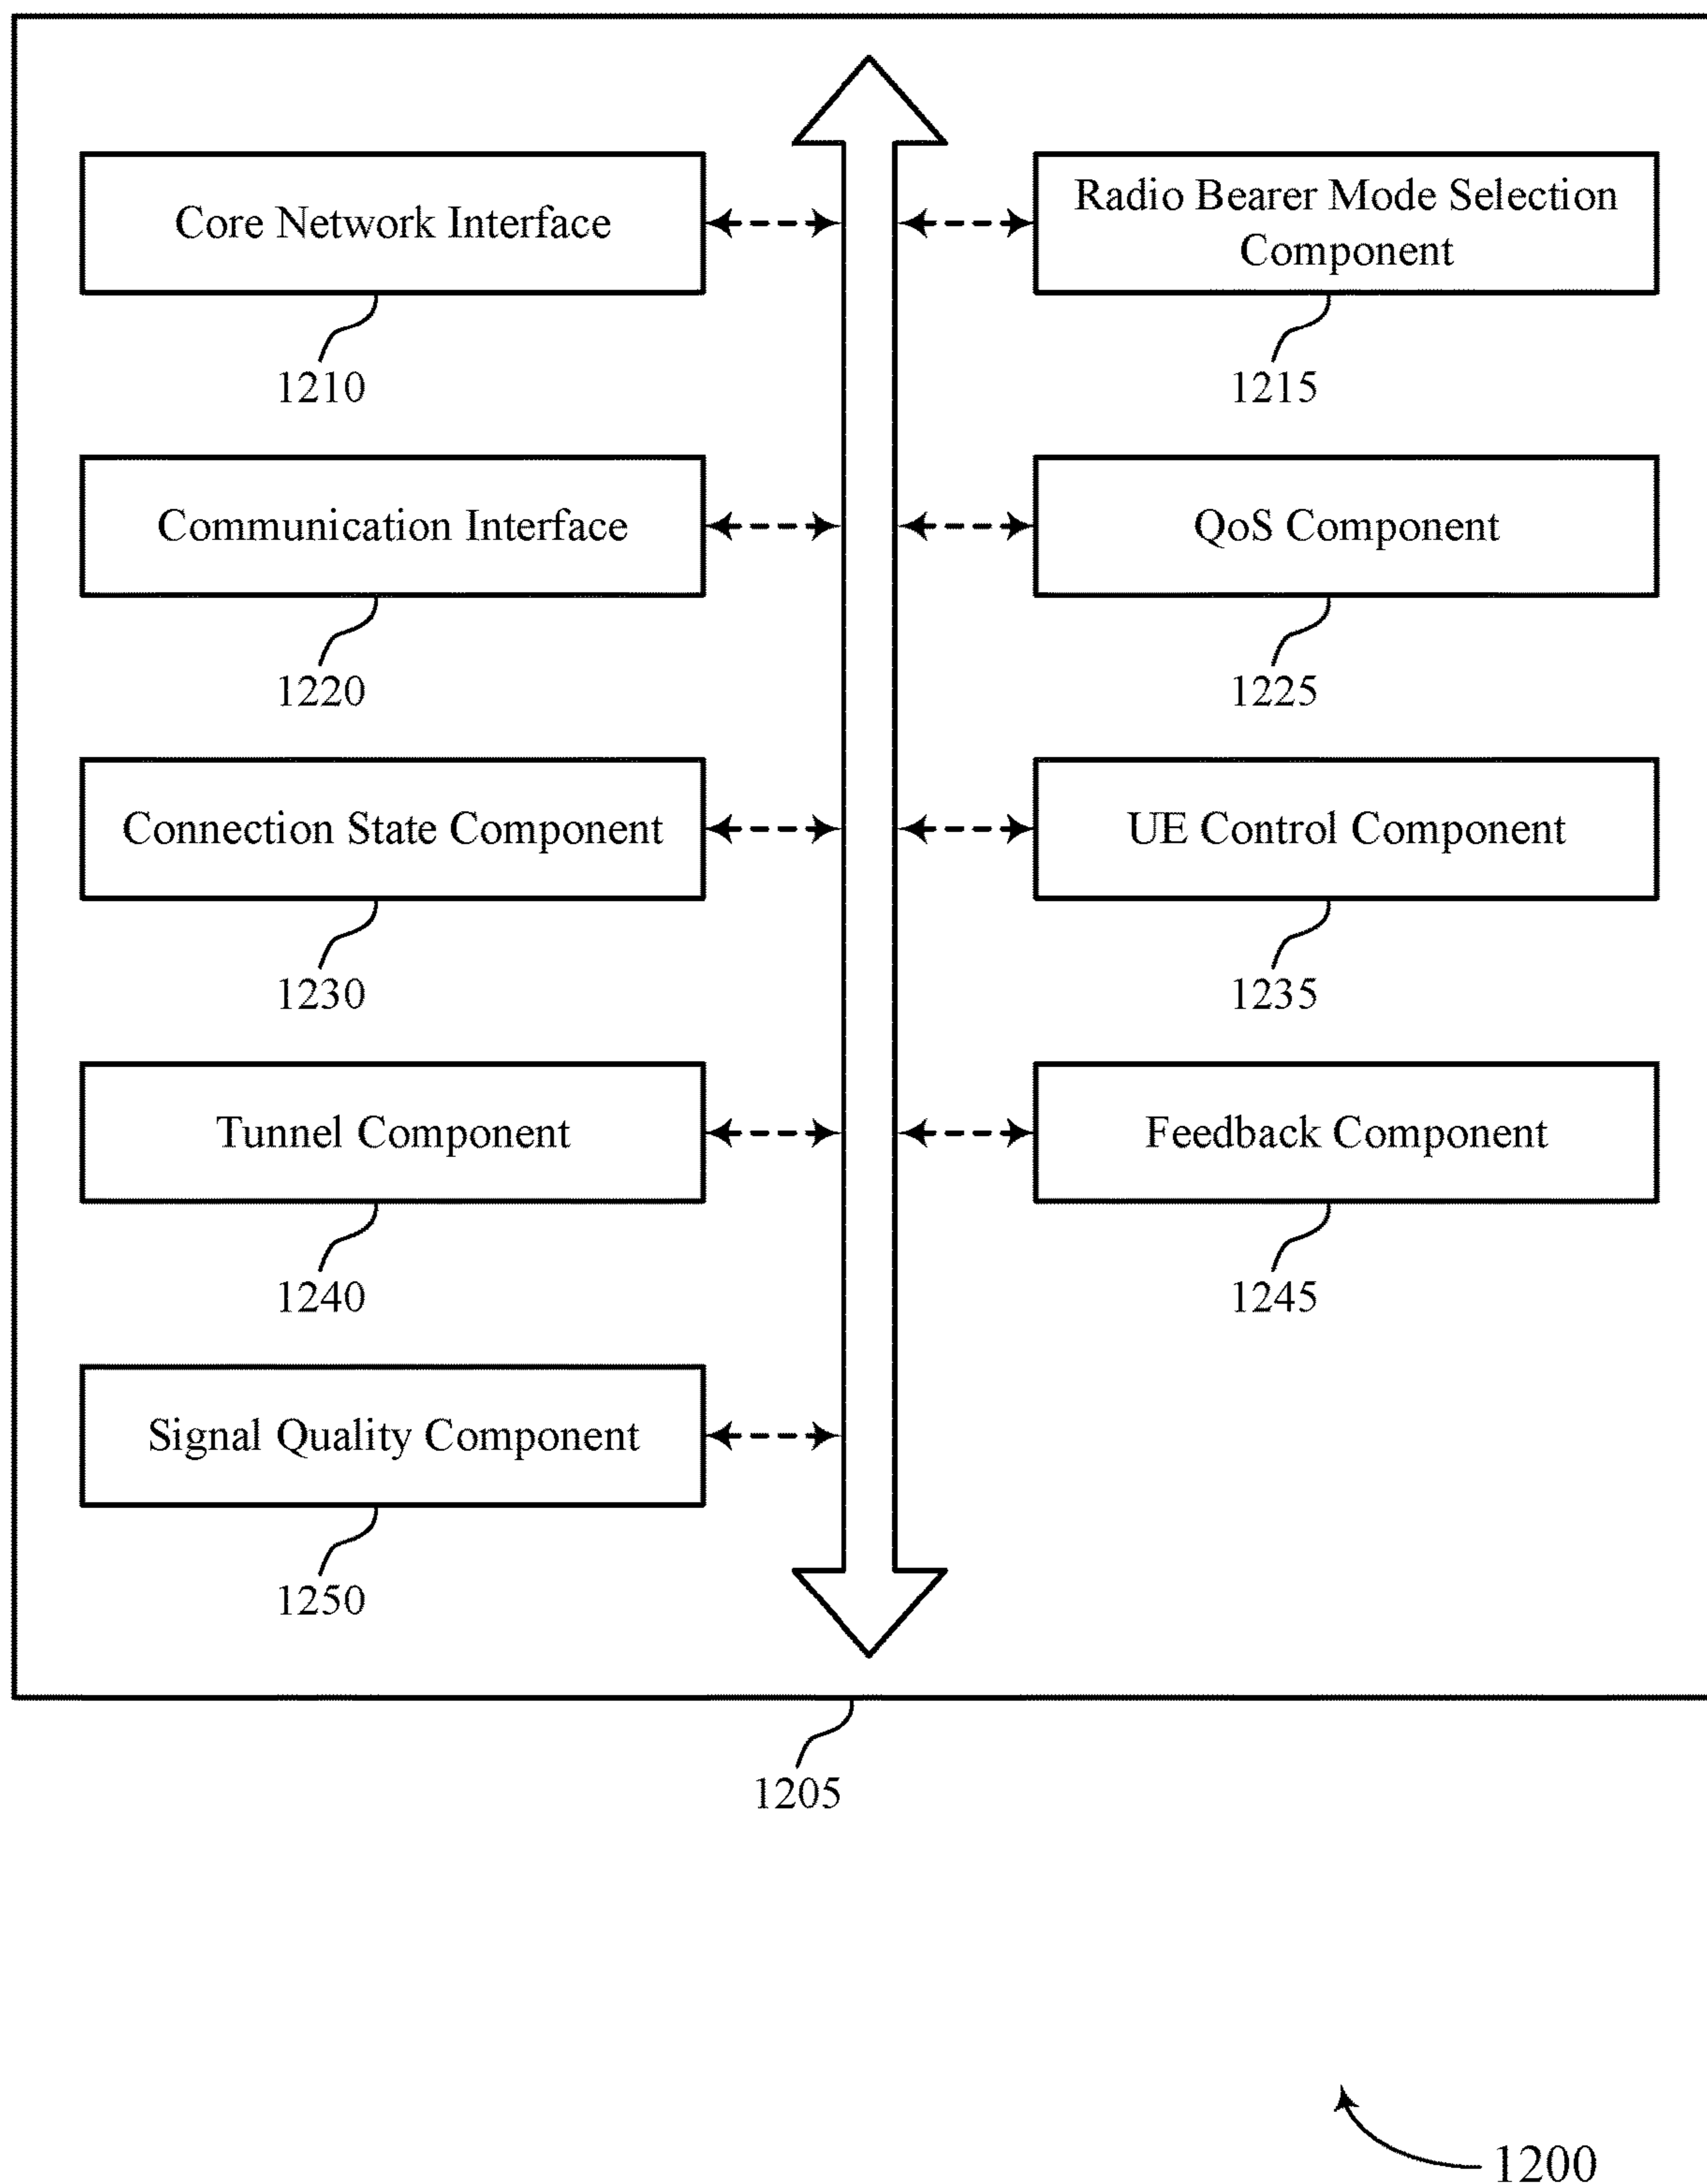 Core Network Interface
Radio Bearer Mode Selection
Component
1210
1215
Communication Interface
QoS Component
1220
1225
Connection State Component
UE Control Component
1230
1235
Tunnel Component
Feedback Component
1240
1245
Signal Quality Component
1250
1205
1200